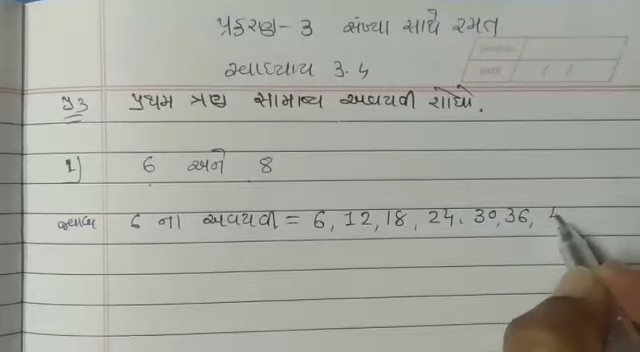 પ્રકરણ-3 સંખ્યા સાથે રમત
સ્વાધ્યાય 3.4
પ્ર3 પ્રથમ ત્રણ સામાન્ય અવયવી શોધો.
1) 6 અને 8
જવાબ 6 ના અવયવી = 6, 12, 18, 24, 30, 36, 4